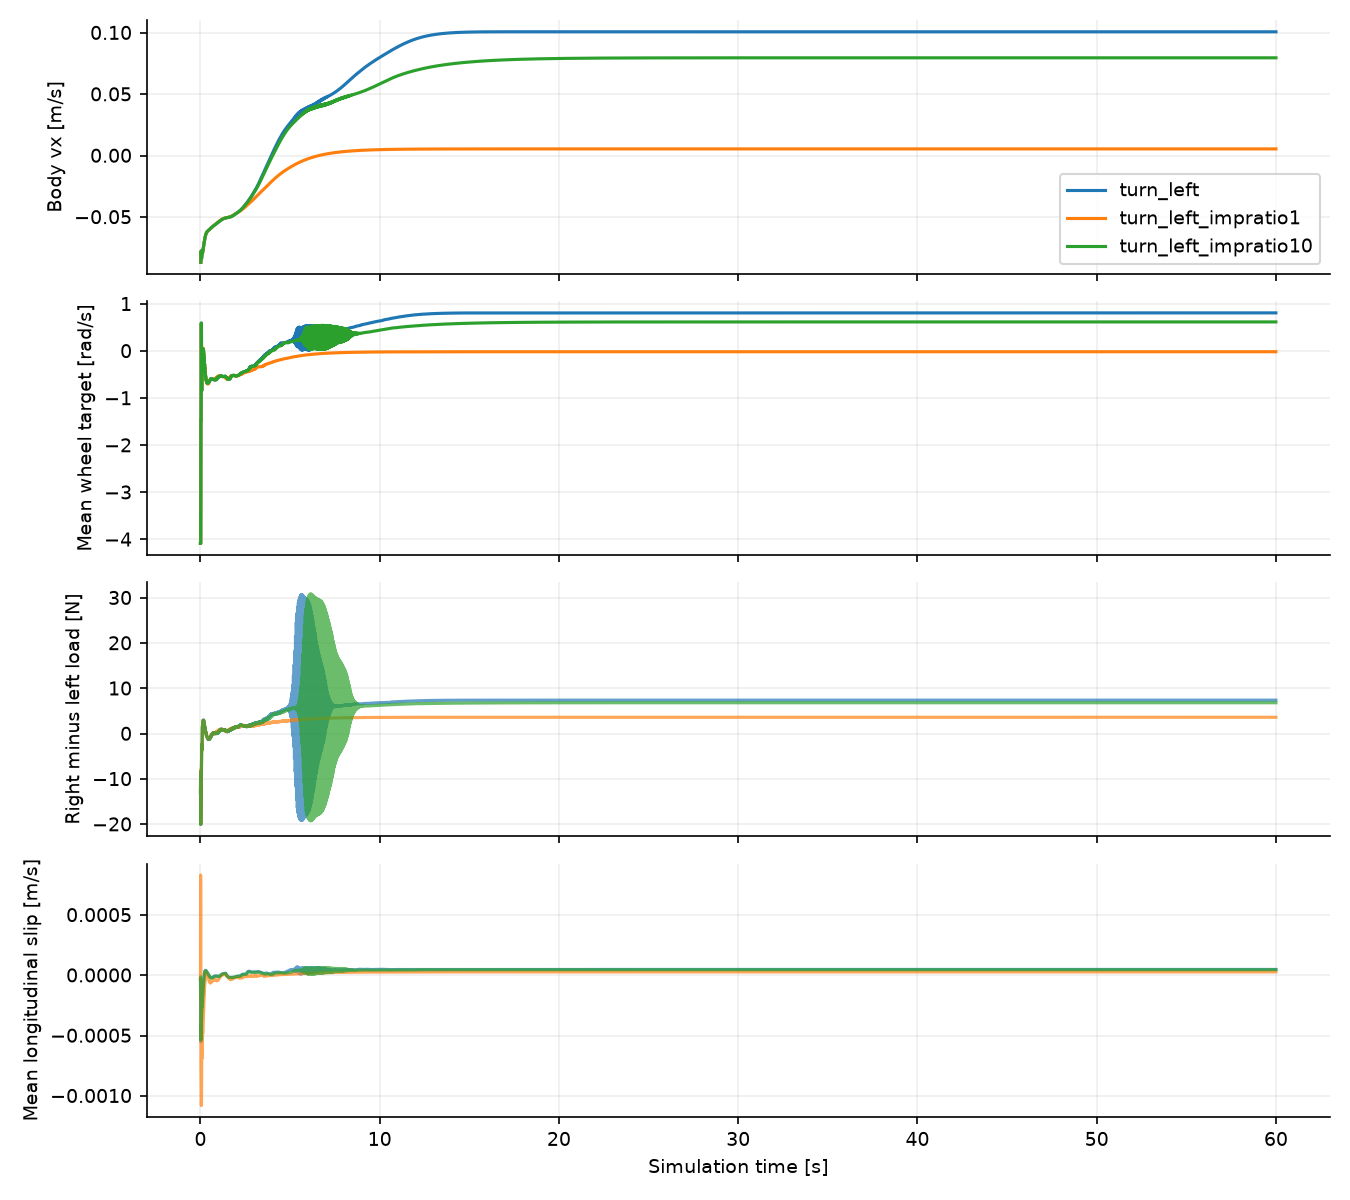 Body vx [m/s]
0.10
0.05
0.00
−0.05
turn_left
turn_left_impratio1
turn_left_impratio10
Mean wheel target [rad/s]
1
0
−1
−2
−3
−4
Right minus left load [N]
30
20
10
0
−10
−20
Mean longitudinal slip [m/s]
0.0005
0.0000
−0.0005
−0.0010
0 10 20 30 40 50 60
Simulation time [s]